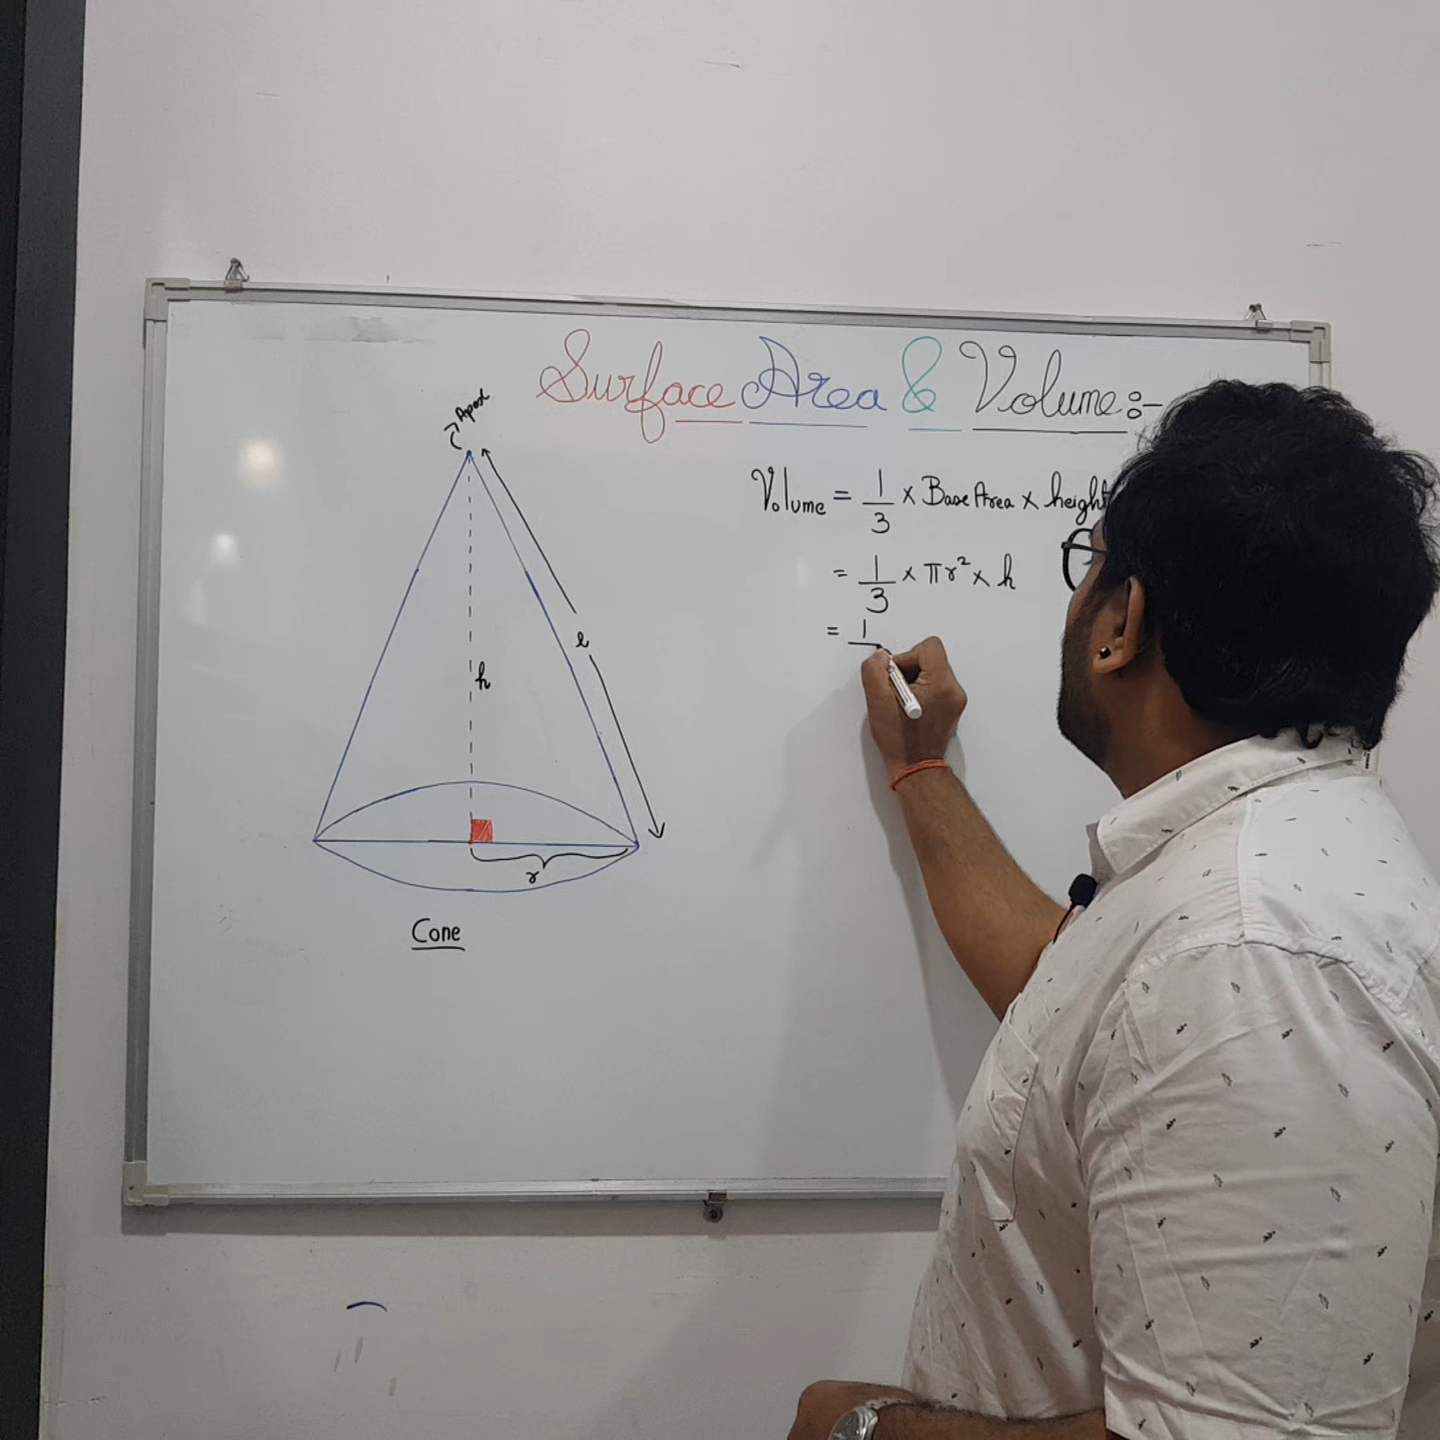 Surface Area & Volume:-
Apex
Volume = 1/3 × Base Area × height
= 1/3 × πr² × h
= 1
l
h
r
Cone